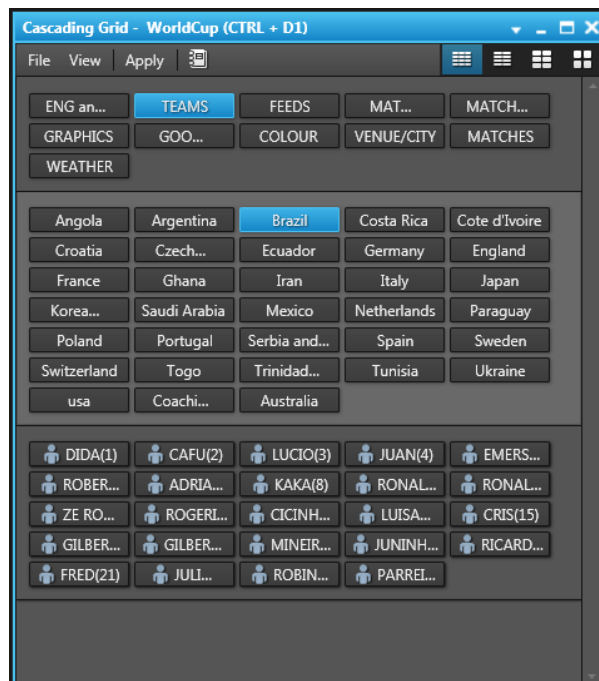 Cascading Grid - WorldCup (CTRL + D1)
File View Apply
ENG an... TEAMS FEEDS MAT... MATCH...
GRAPHICS GOO... COLOUR VENUE/CITY MATCHES
WEATHER
Angola Argentina Brazil Costa Rica Cote d'Ivoire
Croatia Czech... Ecuador Germany England
France Ghana Iran Italy Japan
Korea... Saudi Arabia Mexico Netherlands Paraguay
Poland Portugal Serbia and... Spain Sweden
Switzerland Togo Trinidad... Tunisia Ukraine
usa Coachi... Australia
DIDA(1) CAFU(2) LUCIO(3) JUAN(4) EMERS...
ROBER... ADRIA... KAKA(8) RONAL... RONAL...
ZE RO... ROGERI... CICINH... LUISA... CRIS(15)
GILBER... GILBER... MINEIR... JUNINH... RICARD...
FRED(21) JULI... ROBIN... PARREI...